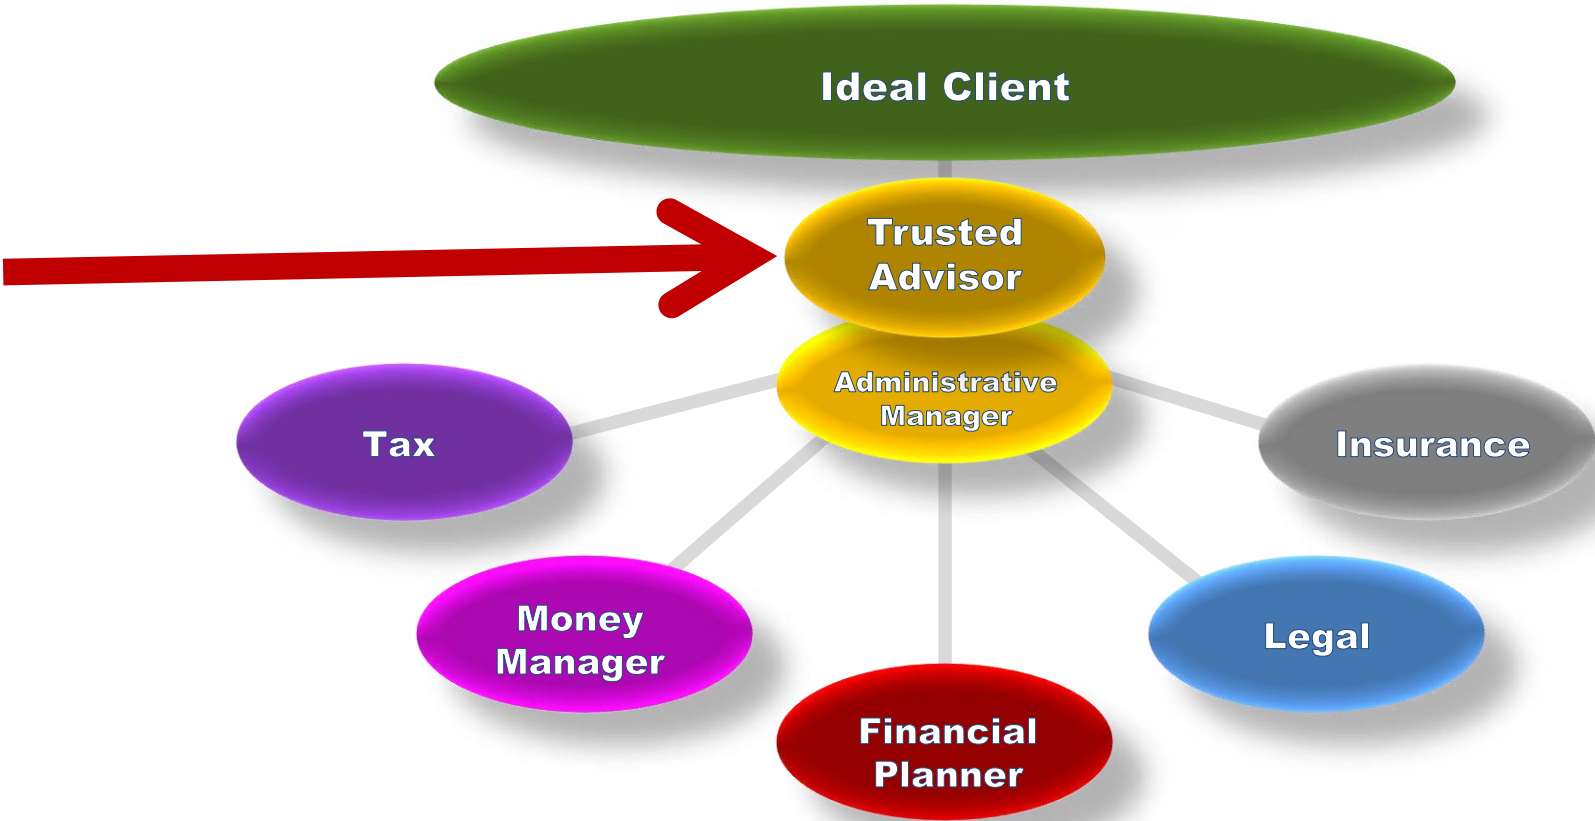 Ideal Client
Trusted
Advisor
Administrative
Manager
Tax
Insurance
Money
Manager
Legal
Financial
Planner